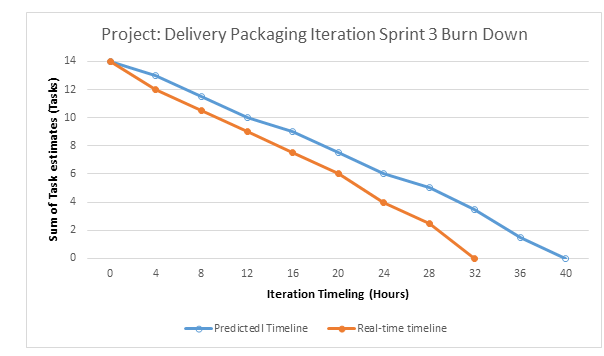 Project: Delivery Packaging Iteration Sprint 3 Burn Down
Sum of Task estimates (Tasks)
14
12
10
8
6
4
2
0
0 4 8 12 16 20 24 28 32 36 40
Iteration Timing (Hours)
PredictedI Timeline Real-time timeline